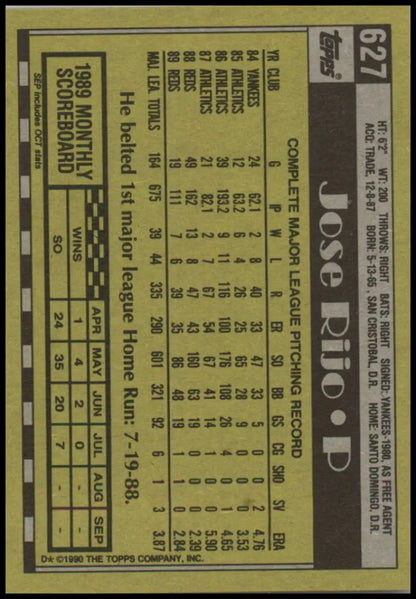 627
Topps
HT: 6'2" WT: 200 THROWS: RIGHT BATS: RIGHT SIGNED: YANKEES-1980, AS FREE AGENT
ACQ: TRADE, 12-8-87 BORN: 5-13-65, SAN CRISTOBAL, D.R. HOME: SANTO DOMINGO, D.R.
Jose Rijo • P
COMPLETE MAJOR LEAGUE PITCHING RECORD
YR CLUB G IP W L R ER SO BB GS CG SHO SV ERA
84 YANKEES 24 62.1 2 8 40 33 47 33 5 0 0 2 4.76
85 ATHLETICS 12 63.2 6 4 26 25 65 28 9 0 0 0 3.53
86 ATHLETICS 39 193.2 9 11 116 100 176 108 26 4 0 1 4.65
87 ATHLETICS 21 82.1 2 7 67 54 67 41 14 1 0 0 5.90
88 REDS 49 162 13 8 47 43 160 63 19 0 0 0 2.39
89 REDS 19 111 7 6 39 35 86 48 19 1 1 0 2.84
MAJ. LEA. TOTALS 164 675 39 44 335 290 601 321 92 6 1 3 3.87
He belted 1st major league Home Run: 7-19-88.
1989 MONTHLY
SCOREBOARD
SEP includes OCT stats
APR MAY JUN JUL AUG SEP
WINS 1 4 2 0 - -
SO 24 35 20 7 - -
D* ©1990 THE TOPPS COMPANY, INC.